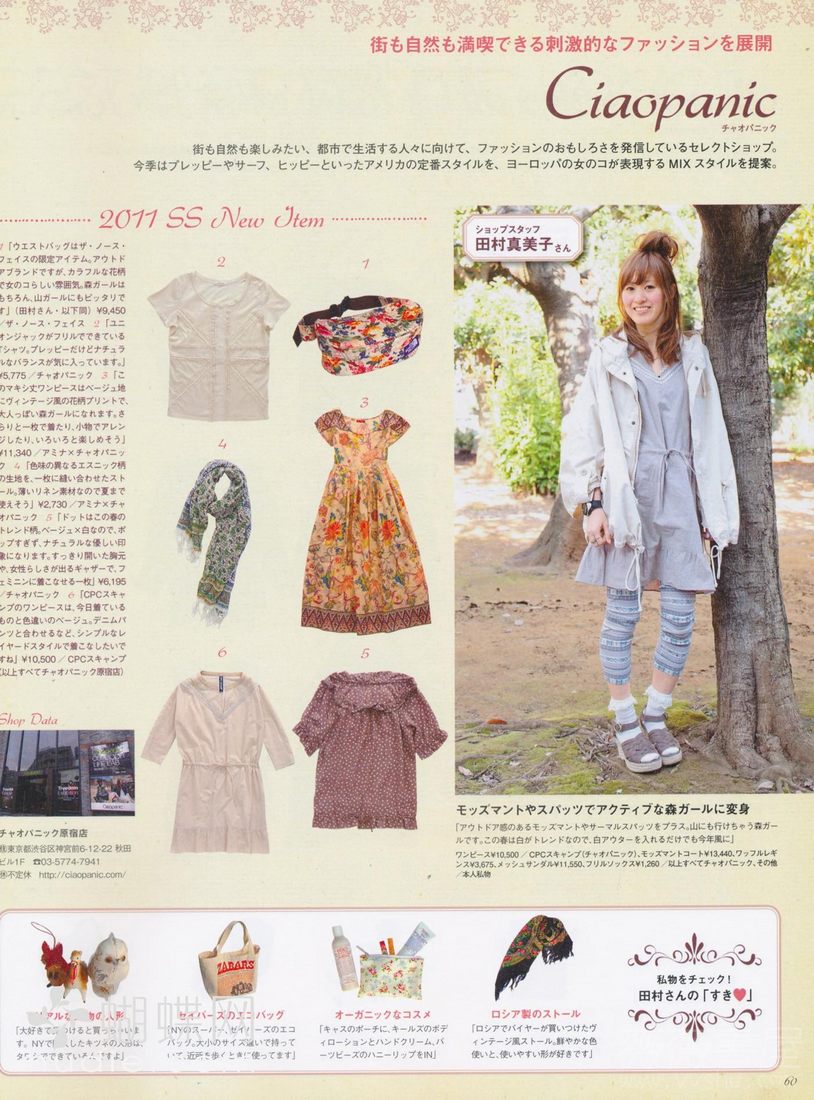 街も自然も満喫できる刺激的なファッションを展開
Ciaopanic
チャオパニック
街も自然も楽しみたい、都市で生活する人々に向けて、ファッションのおもしろさを発信しているセレクトショップ。
今季はプレッピーやサーフ、ヒッピーといったアメリカの定番スタイルを、ヨーロッパの女のコが表現するMIXスタイルを提案。
2011 SS New Item
1「ウエストバッグはザ・ノース・
フェイスの限定アイテム。アウトド
アブランドですが、カラフルな花柄
で女のコらしい雰囲気。森ガールは
もちろん、山ガールにもピッタリで
す」(田村さん・以下同) ¥9,450
/ザ・ノース・フェイス 2「ユニ
オンジャックがフリルでできている
Tシャツ。プレッピーだけどナチュラ
ルなバランスが気に入っています。」
¥5,775/チャオパニック 3「こ
のマキシ丈ワンピースはベージュ地
にヴィンテージ風の花柄プリントで、
大人っぽい森ガールになれます。さ
らりと一枚で着たり、小物でアレン
ジしたり、いろいろと楽しめそう」
¥11,340/アミナ×チャオパニッ
ク 4「色味の異なるエスニック柄
の生地を、一枚に縫い合わせたスト
ール。薄いリネン素材なので夏まで
使えそう」¥2,730/アミナ×チャ
オパニック 5「ドットはこの春の
トレンド柄。ベージュ×白なので、ポ
ップすぎず、ナチュラルな優しい印
象になります。すっきり開いた胸元
や、女性らしさが出るギャザーで、フ
ェミニンに着こなせる一枚」¥6,195
/チャオパニック 6「CPCスキャ
ンプのワンピースは、今日着ている
ものと色違いのベージュ。デニムパ
ンツと合わせるなど、シンプルなレ
イヤードスタイルで着こなしたいで
すね」¥10,500/CPCスキャンプ
(以上すべてチャオパニック原宿店)
2
1
3
4
6
5
ショップスタッフ
田村真美子さん
Shop Data
Ciaopanic
チャオパニック原宿店
東京都渋谷区神宮前6-12-22 秋田
ビル1F ☎03-5774-7941
㊡不定休 http://ciaopanic.com/
モッズマントやスパッツでアクティブな森ガールに変身
「アウトドア感のあるモッズマントやサーマルスパッツをプラス。山にも行けちゃう森ガー
ルです。この春は白がトレンドなので、白アウターを入れるだけでも今年風に」
ワンピース¥10,500/CPCスキャンプ(チャオパニック)、モッズマントコート¥13,440、ワッフルレギ
ンス¥3,675、メッシュサンダル¥11,550、フリルソックス¥1,260/以上すべてチャオパニック、その他
/本人私物
ZABAR'S
「大好きで見つけると買っちゃいま
す。NYで購入したキツネの人形は、
タワシでできているんですよ」
セイバーズのエコバッグ
「NYのスーパー、ゼイバーズのエコ
バッグ。大小のサイズ違いで持って
いて、近所を歩くときに使ってます」
オーガニックなコスメ
「キャスのポーチに、キールズのボデ
ィローションとハンドクリーム、バ
ーツビーズのハニーリップをIN」
ロシア製のストール
「ロシアでバイヤーが買いつけたヴ
ィンテージ風ストール。鮮やかな色
使いと、使いやすい形が好きです」
私物をチェック!
田村さんの「すき♥」
蝴蝶网
60